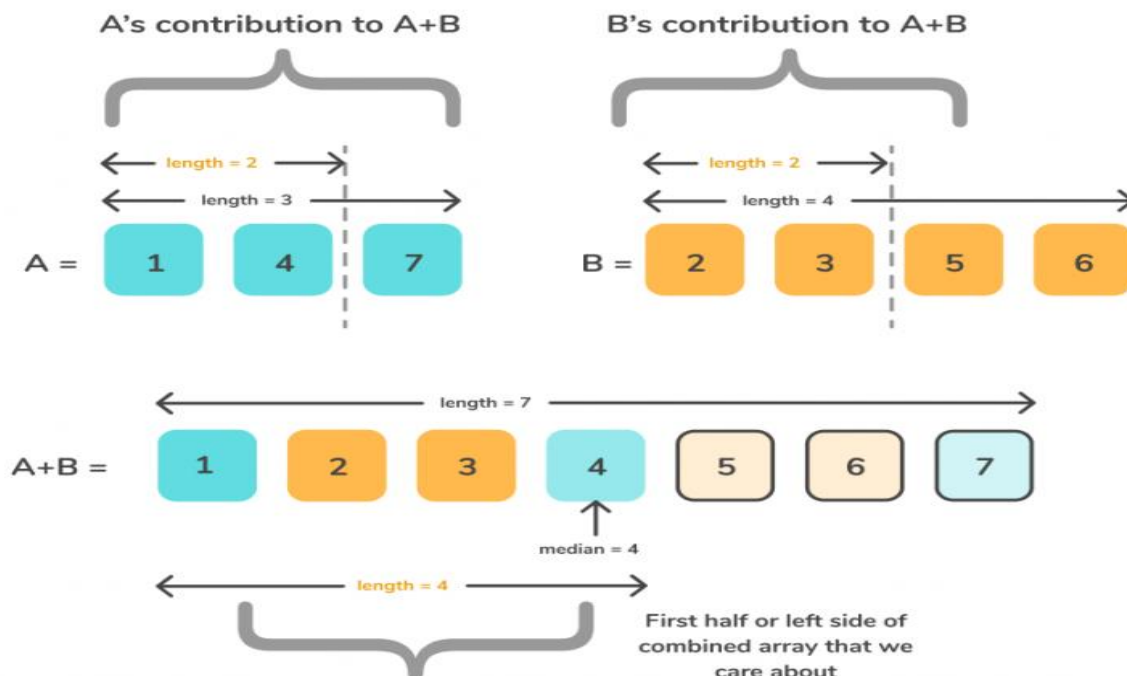 A's contribution to A+B
B's contribution to A+B
length = 2
length = 2
length = 3
length = 4
A = 1 4 7
B = 2 3 5 6
length = 7
A+B = 1 2 3 4 5 6 7
median = 4
length = 4
First half or left side of
combined array that we
care about